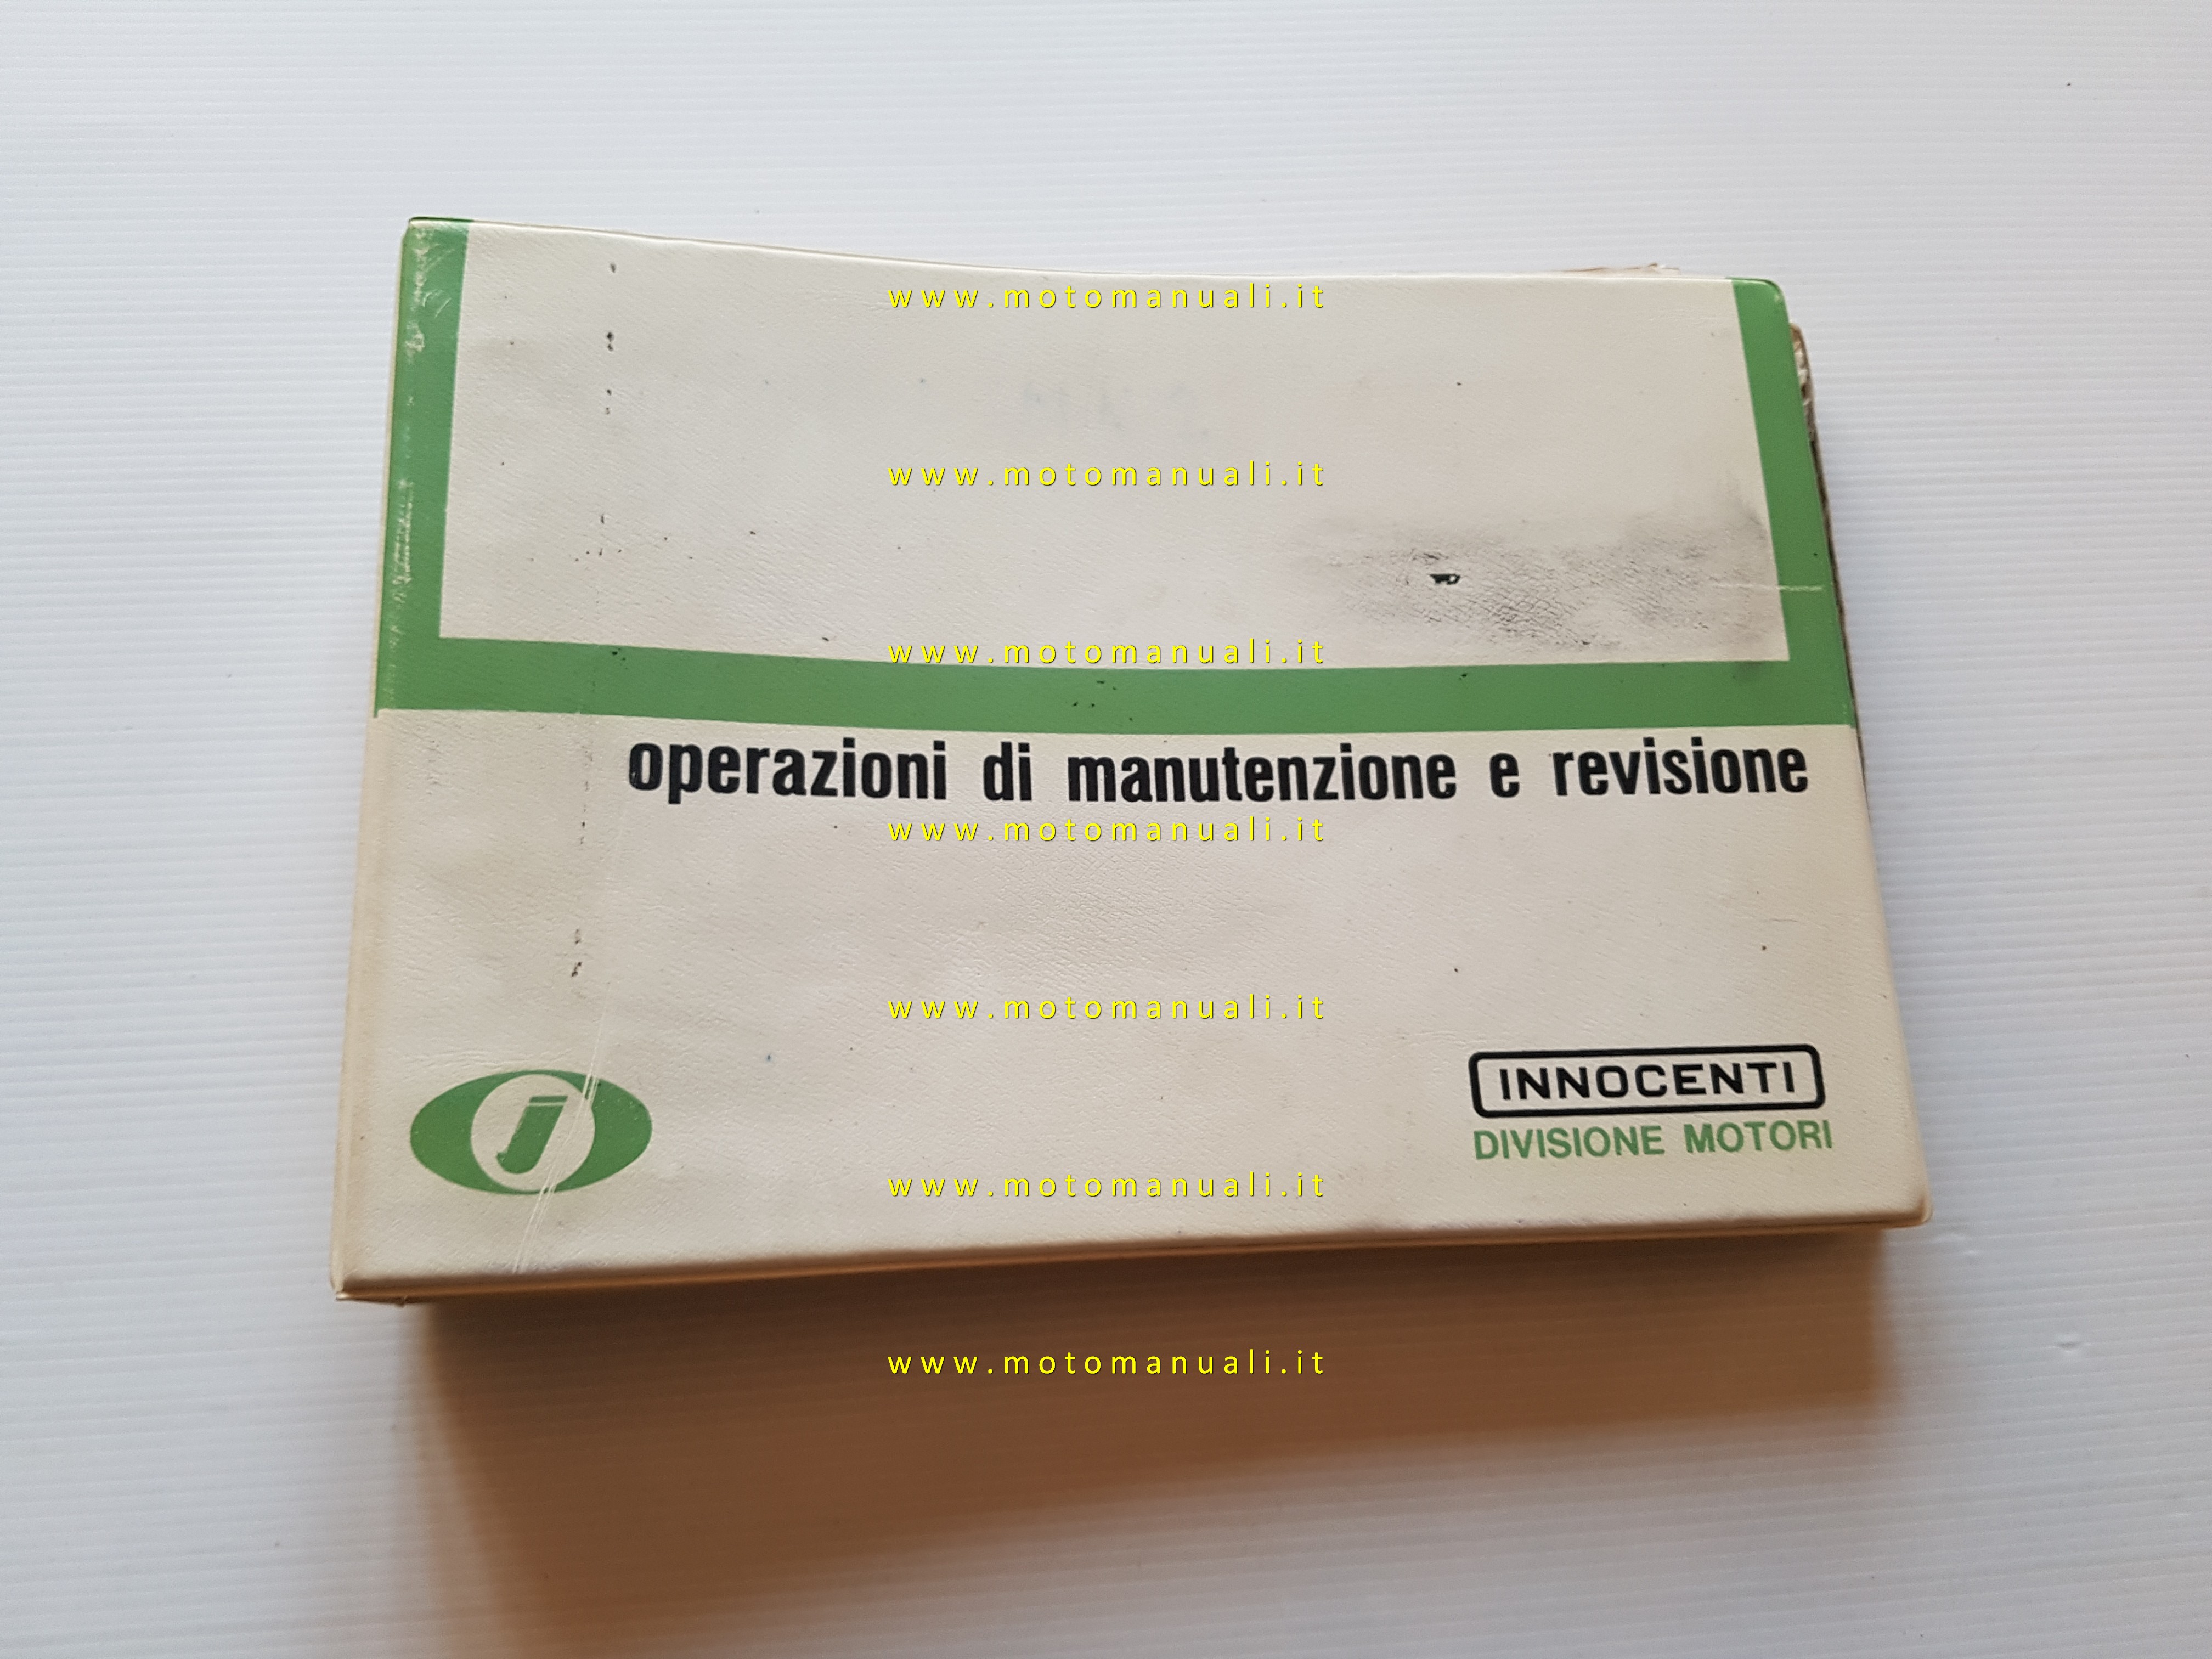 www.motomanuali.it
www.motomanuali.it
www.motomanuali.it
operazioni di manutenzione e revisione
www.motomanuali.it
www.motomanuali.it
j
INNOCENTI
DIVISIONE MOTORI
www.motomanuali.it
www.motomanuali.it